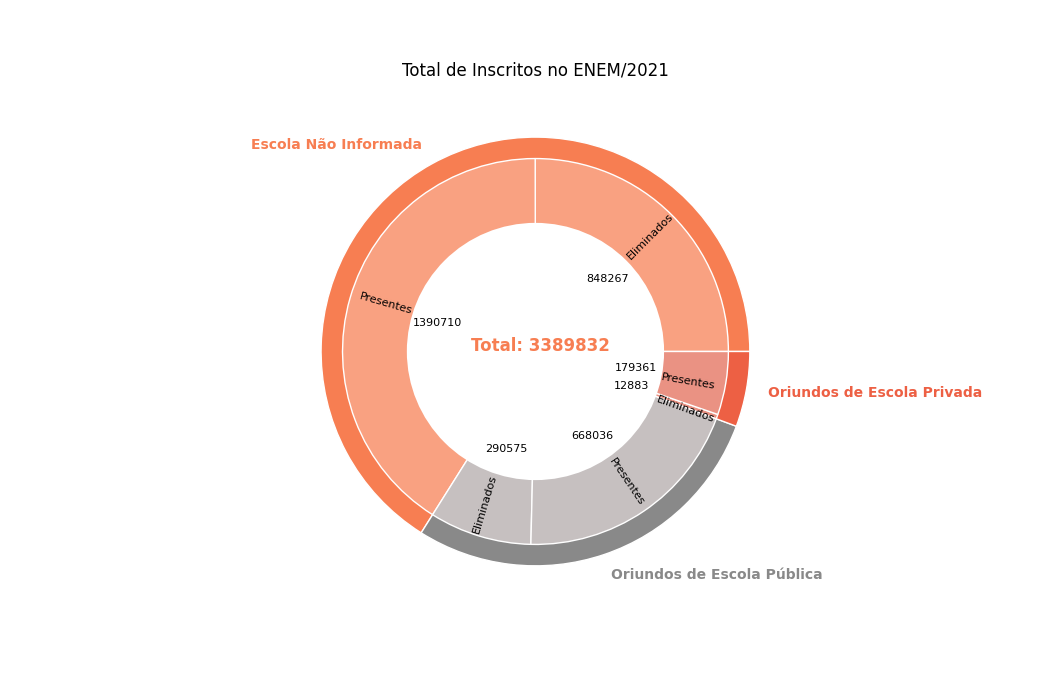 Total de Inscritos no ENEM/2021
Escola Não Informada
Eliminados
848267
Presentes
1390710
Total: 3389832
179361
Presentes
12883
Eliminados
Oriundos de Escola Privada
668036
Presentes
290575
Eliminados
Oriundos de Escola Pública